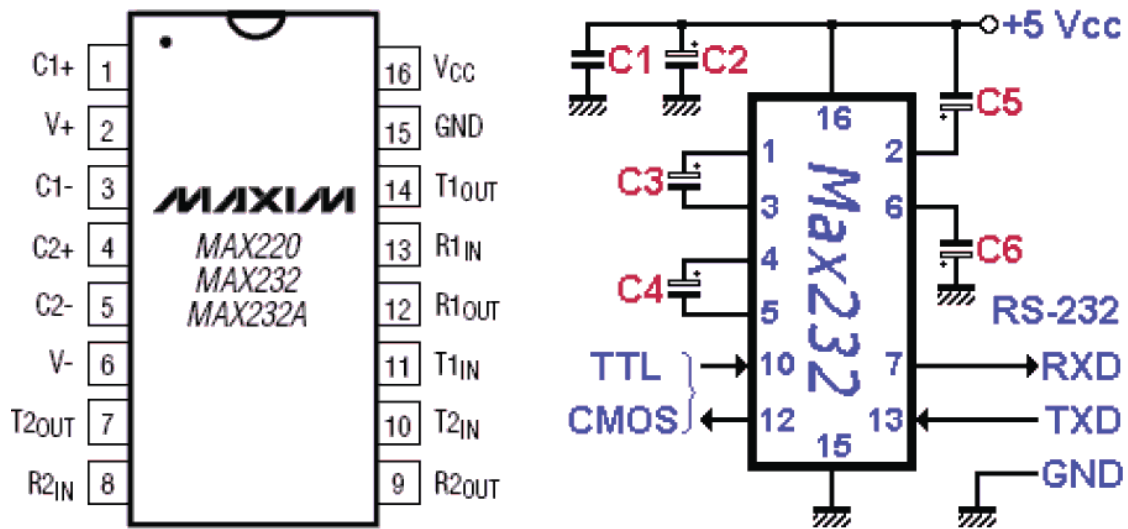 C1+ 1
V+ 2
C1- 3
C2+ 4
C2- 5
V- 6
T2OUT 7
R2IN 8
16 VCC
15 GND
14 T1OUT
13 R1IN
12 R1OUT
11 T1IN
10 T2IN
9 R2OUT
MAXIM
MAX220
MAX232
MAX232A
+5 Vcc
C1 + C2
16
+ C5
1 2
+ C3
3 6
4
+ C4
5
+ C6
Max232
RS-232
TTL 10 7 RXD
CMOS 12 13 TXD
15
GND